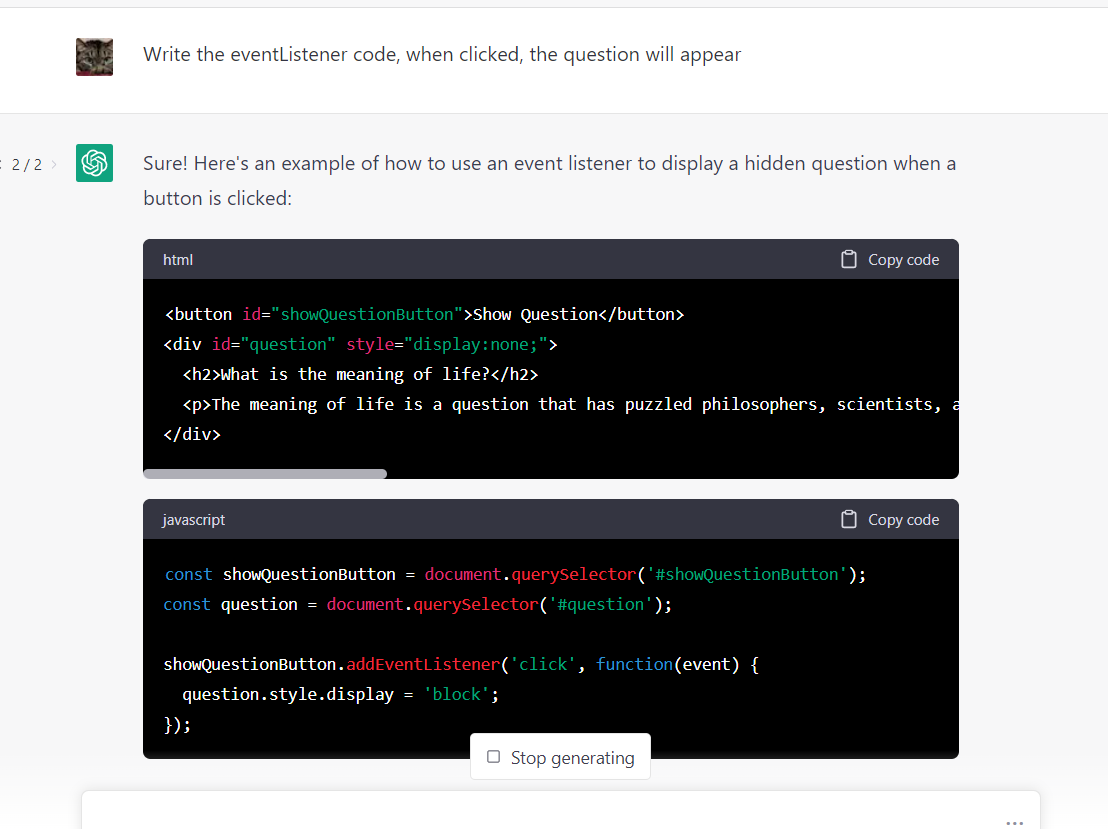 Write the eventListener code, when clicked, the question will appear
2 / 2 >
Sure! Here's an example of how to use an event listener to display a hidden question when a
button is clicked:
html Copy code
<button id="showQuestionButton">Show Question</button>
<div id="question" style="display:none;">
  <h2>What is the meaning of life?</h2>
  <p>The meaning of life is a question that has puzzled philosophers, scientists,
</div>
javascript Copy code
const showQuestionButton = document.querySelector('#showQuestionButton');
const question = document.querySelector('#question');
showQuestionButton.addEventListener('click', function(event) {
  question.style.display = 'block';
});
Stop generating